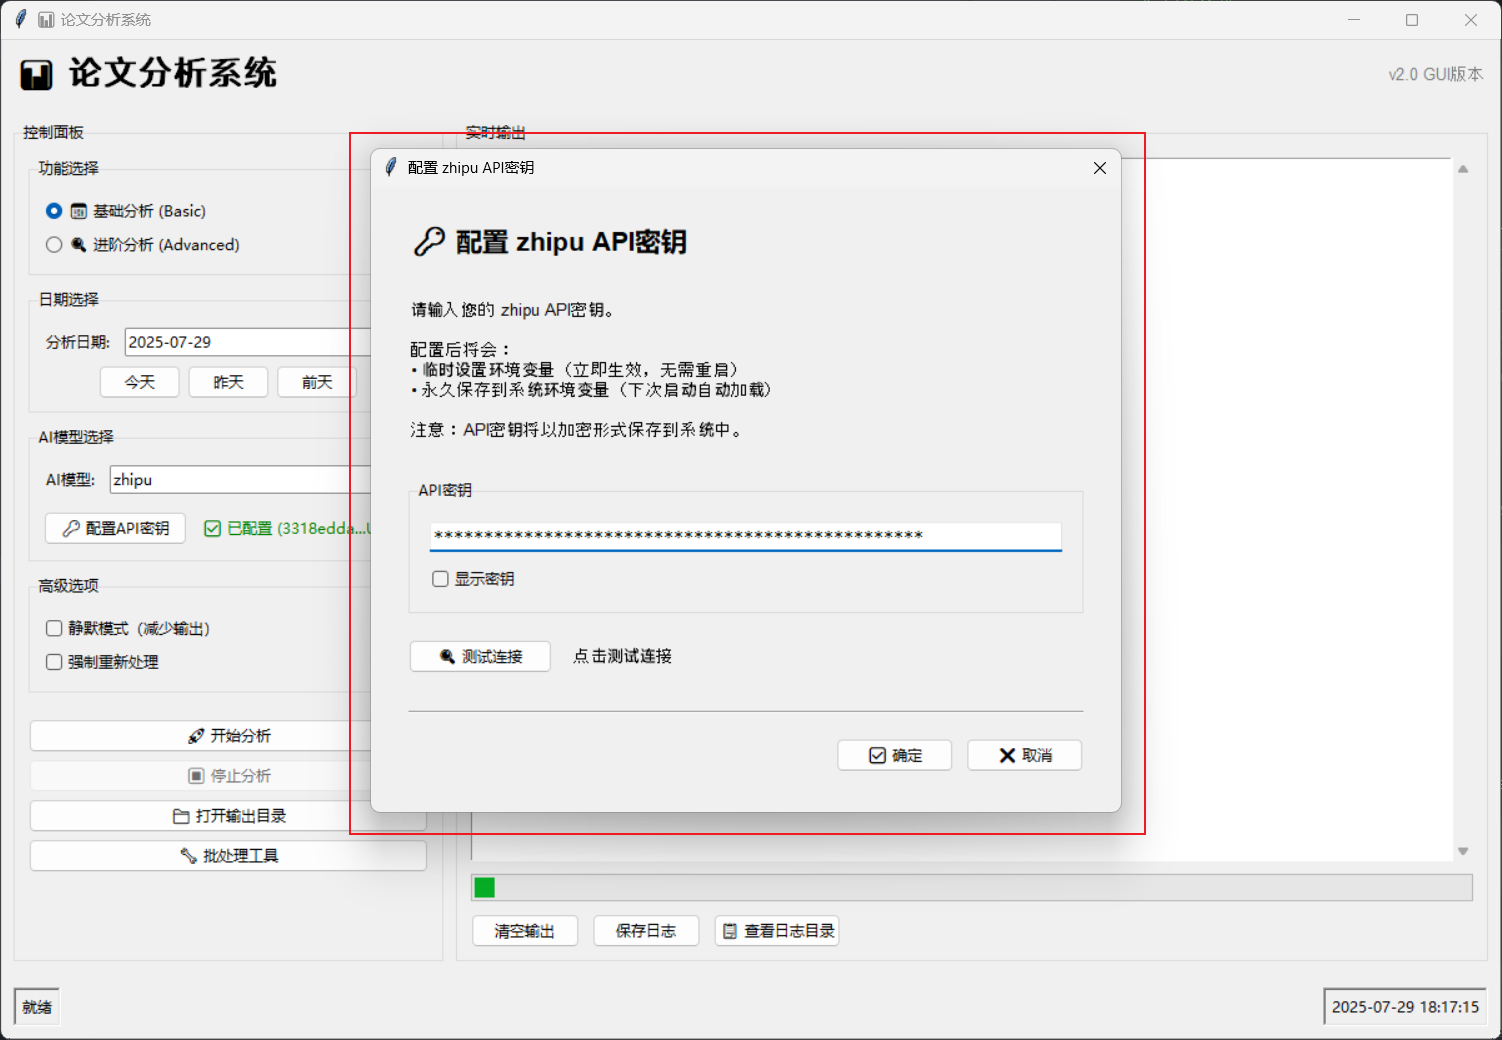 论文分析系统
论文分析系统
v2.0 GUI版本
控制面板
功能选择
基础分析 (Basic)
进阶分析 (Advanced)
日期选择
分析日期: 2025-07-29
今天 昨天 前天
AI模型选择
AI模型: zhipu
配置API密钥 已配置 (3318edda...
高级选项
静默模式（减少输出）
强制重新处理
开始分析
停止分析
打开输出目录
批处理工具
实时输出
配置 zhipu API密钥
配置 zhipu API密钥
请输入您的 zhipu API密钥。
配置后将会：
• 临时设置环境变量（立即生效，无需重启）
• 永久保存到系统环境变量（下次启动自动加载）
注意：API密钥将以加密形式保存到系统中。
API密钥
*************************************************
显示密钥
测试连接 点击测试连接
确定 取消
清空输出 保存日志 查看日志目录
就绪
2025-07-29 18:17:15